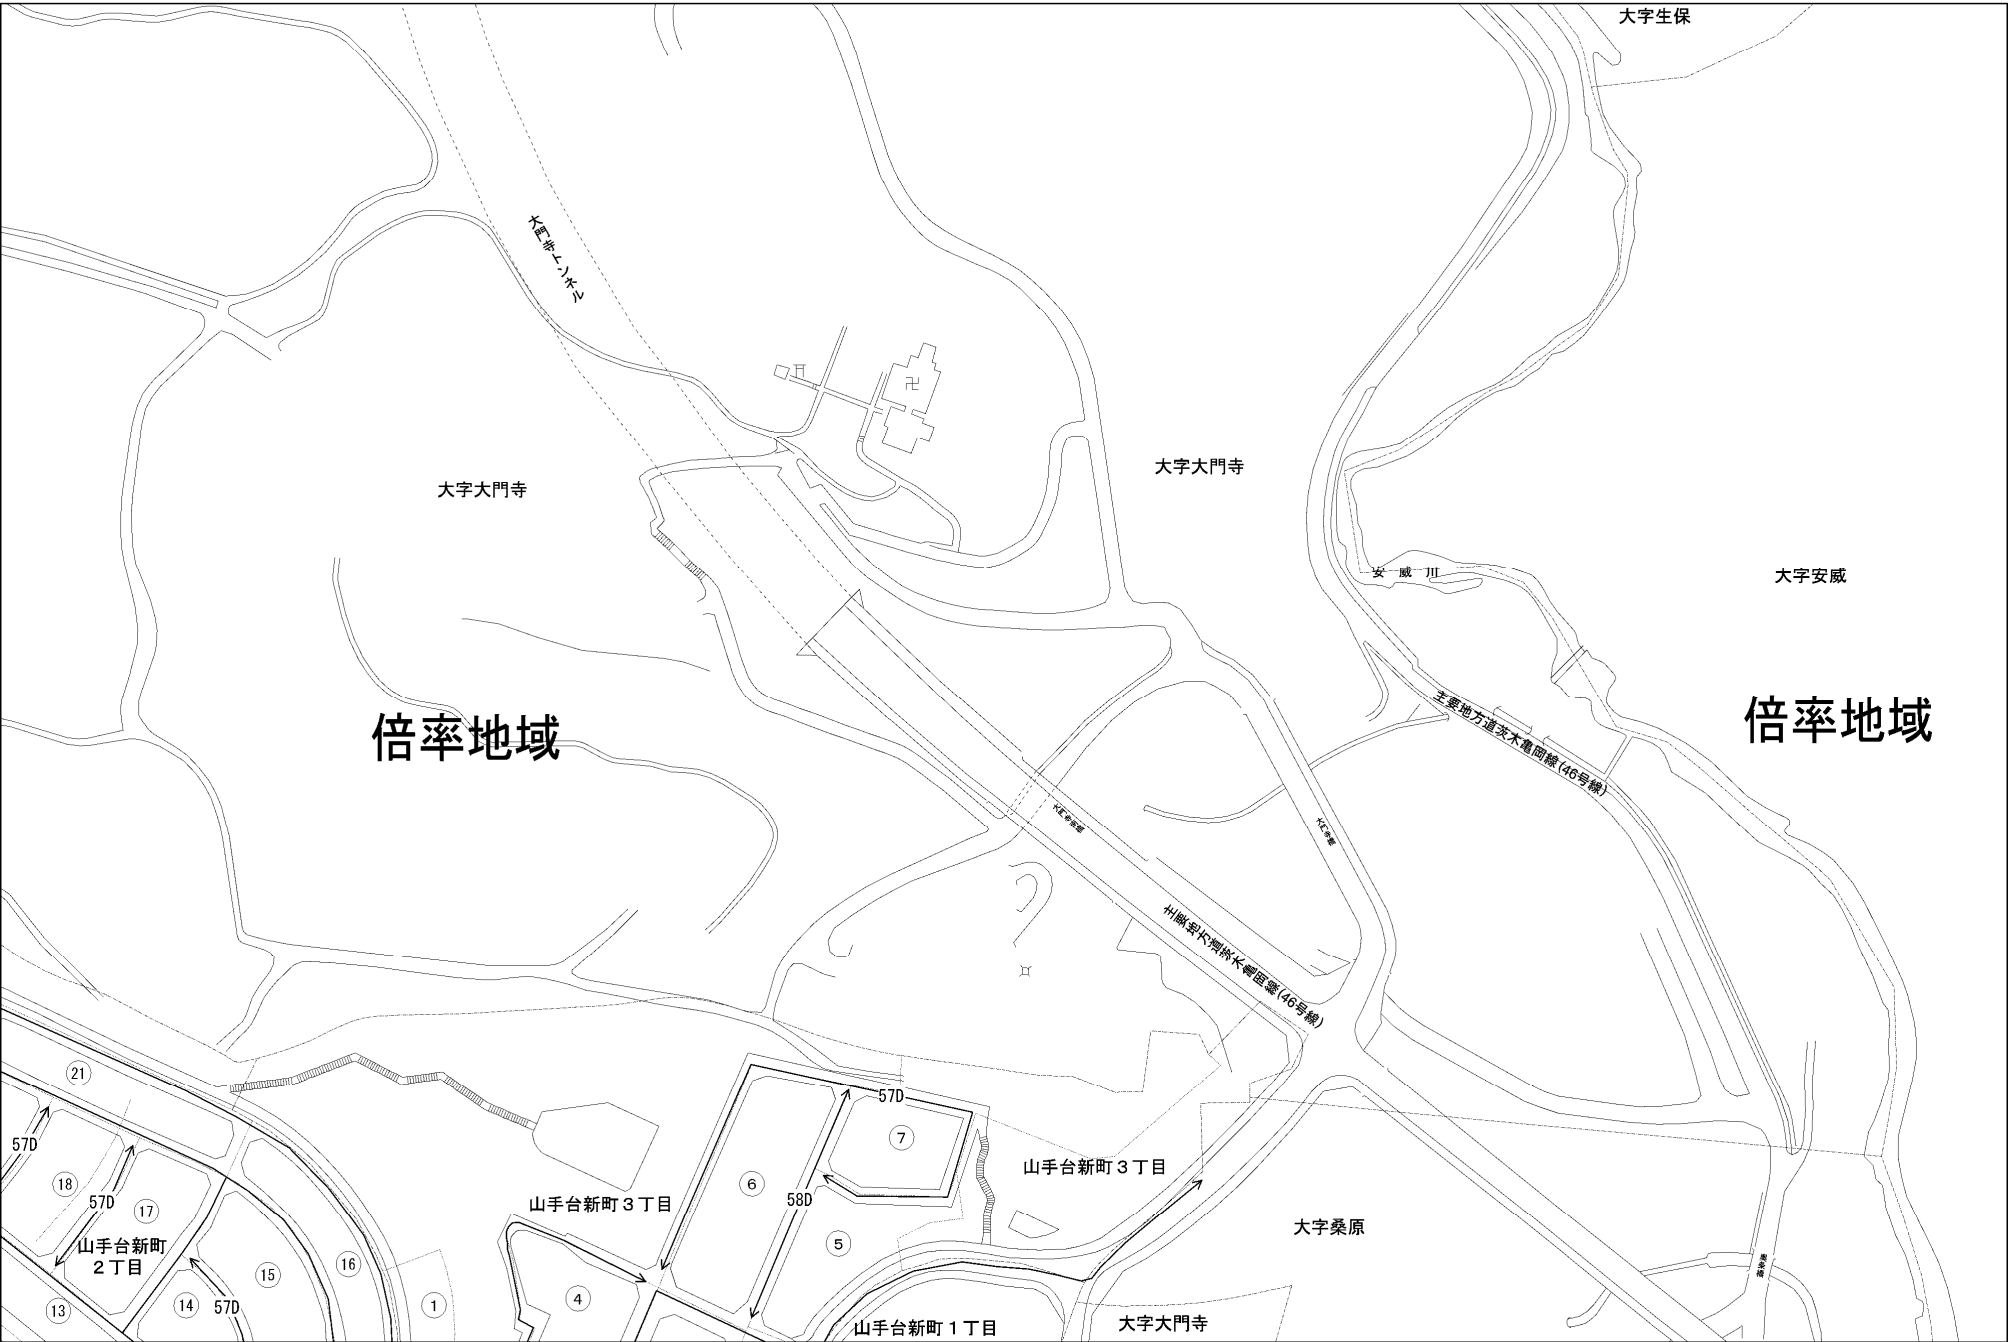 大字生保
大門寺トンネル
大字大門寺
大字大門寺
安威川
大字安威
主要地方道茨木亀岡線(46号線)
倍率地域
倍率地域
大門寺橋
主要地方道茨木亀岡線(46号線)
21
57D
57D
7
18
57D
17
6
58D
山手台新町3丁目
山手台新町3丁目
山手台新町
2丁目
5
大字桑原
15
16
14
57D
13
1
4
山手台新町1丁目
大字大門寺